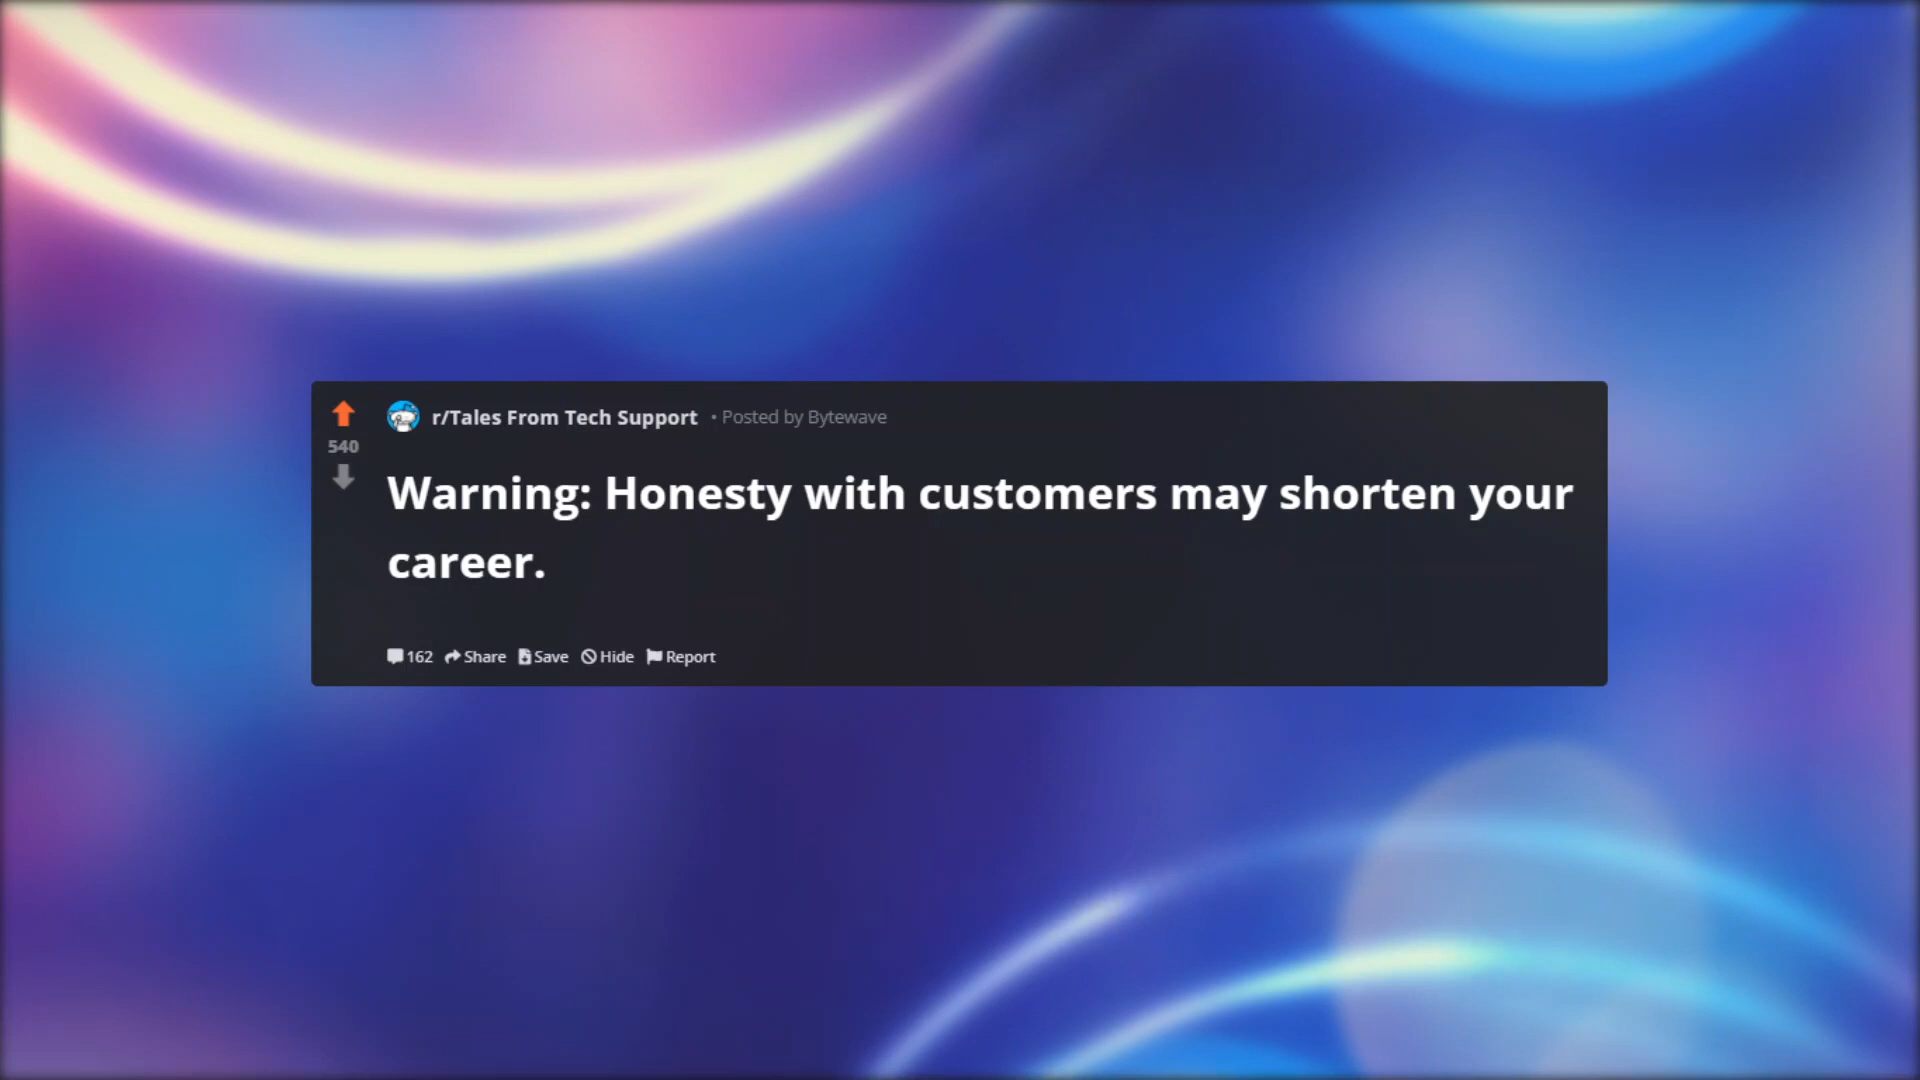 r/Tales From Tech Support • Posted by Bytewave
540
Warning: Honesty with customers may shorten your
career.
162 Share Save Hide Report